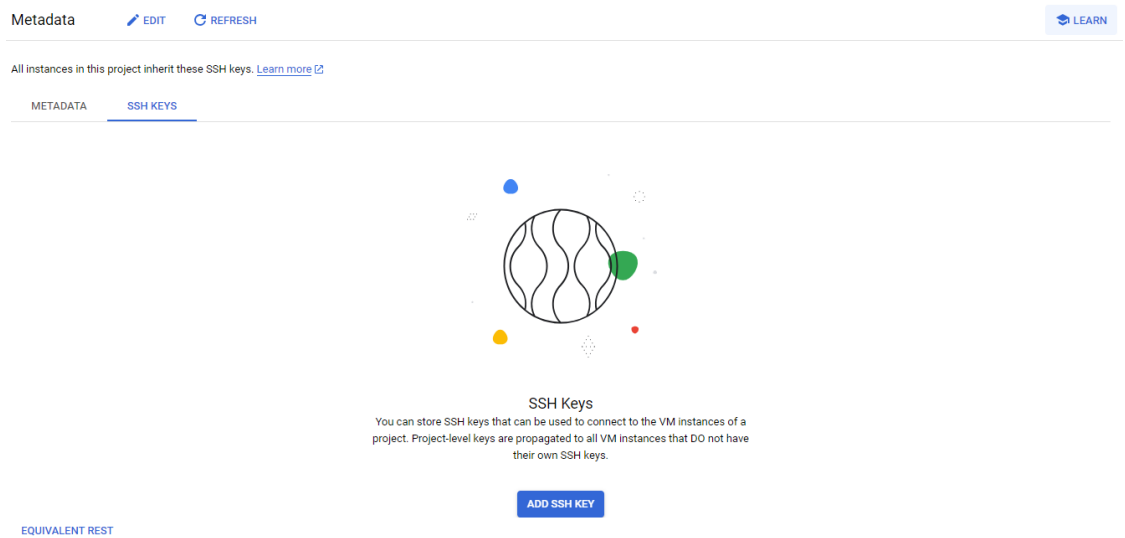 Metadata
EDIT
REFRESH
LEARN
All instances in this project inherit these SSH keys. Learn more
METADATA
SSH KEYS
SSH Keys
You can store SSH keys that can be used to connect to the VM instances of a
project. Project-level keys are propagated to all VM instances that DO not have
their own SSH keys.
ADD SSH KEY
EQUIVALENT REST